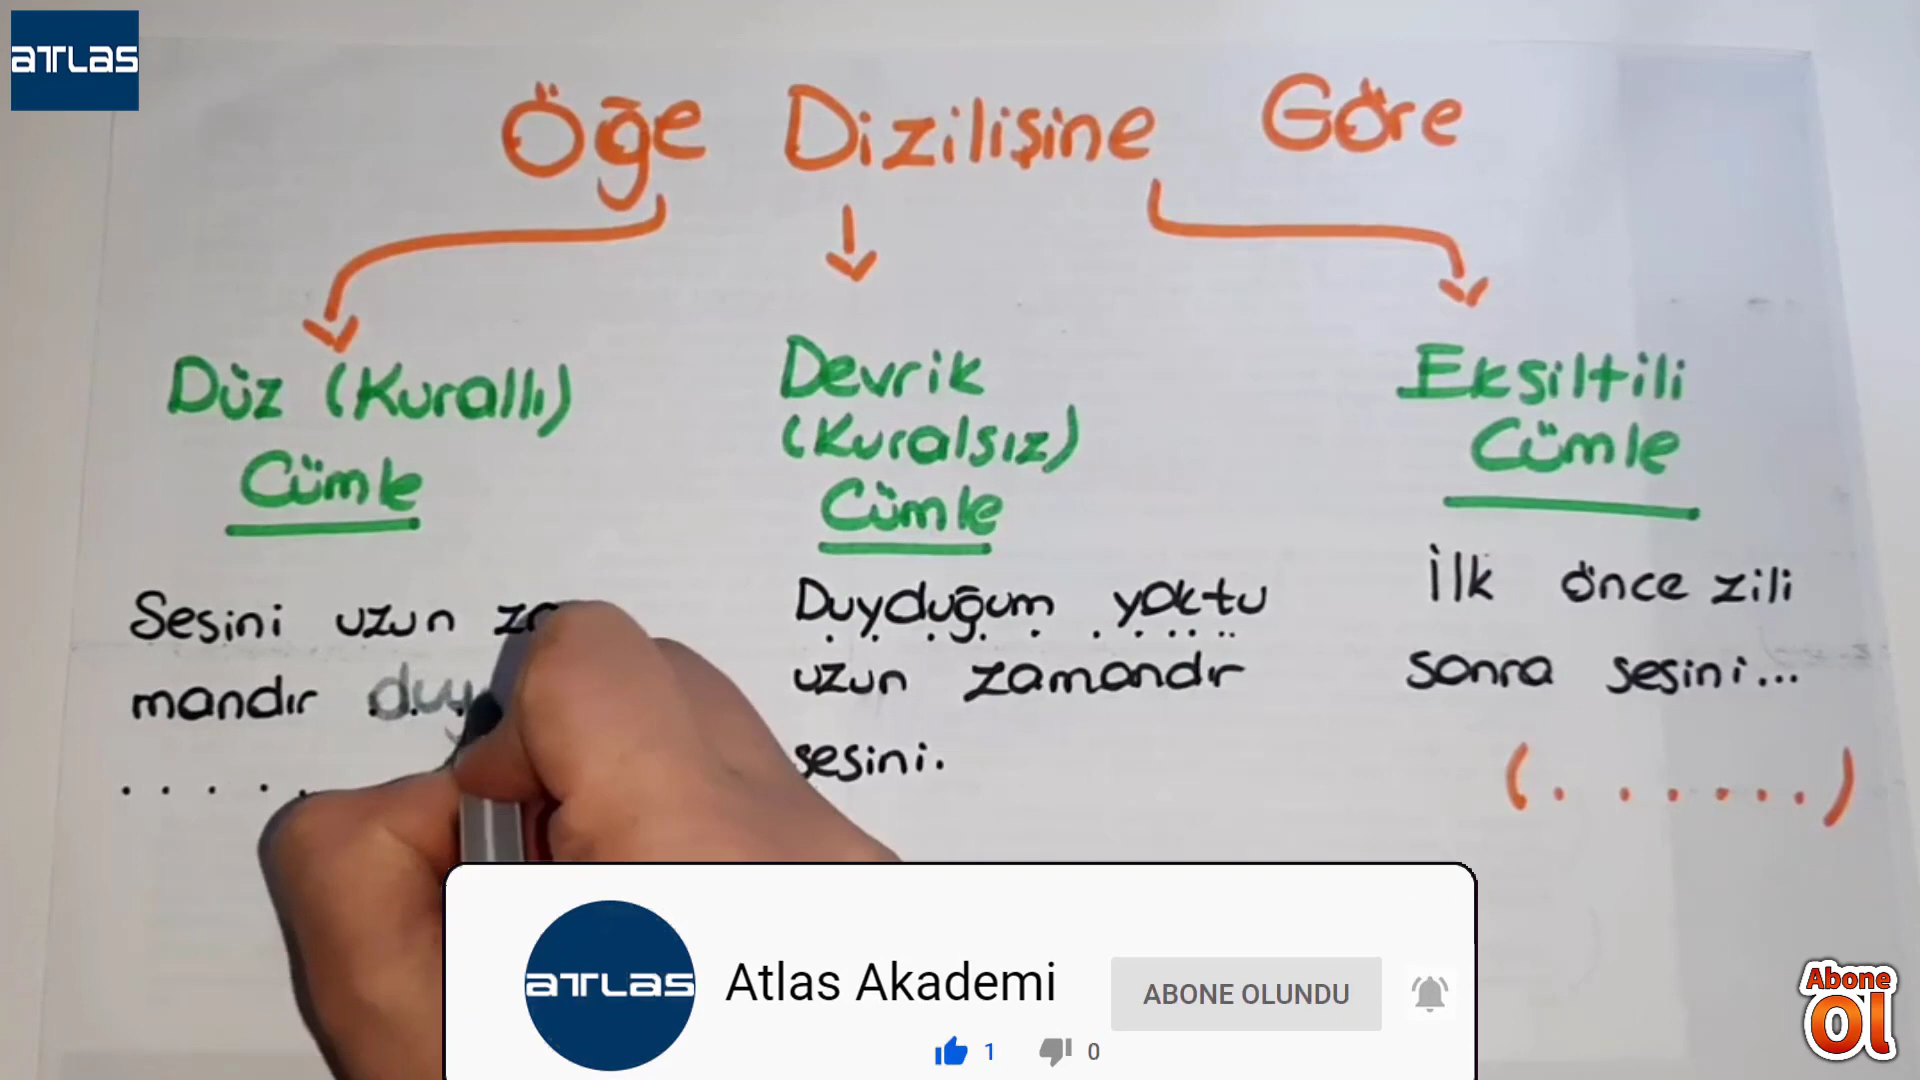 ATLAS
Öğe Dizilişine Göre
Düz (Kurallı)
Cümle
Sesini uzun
mandır
. . . . .
Devrik
(Kuralsız)
Cümle
Duyduğum yoktu
uzun zamandır
sesini.
Eksiltili
Cümle
İlk önce zili
sonra sesini...
(. . . . . .)
ATLAS
Atlas Akademi
ABONE OLUNDU
1
0
Abone
Ol